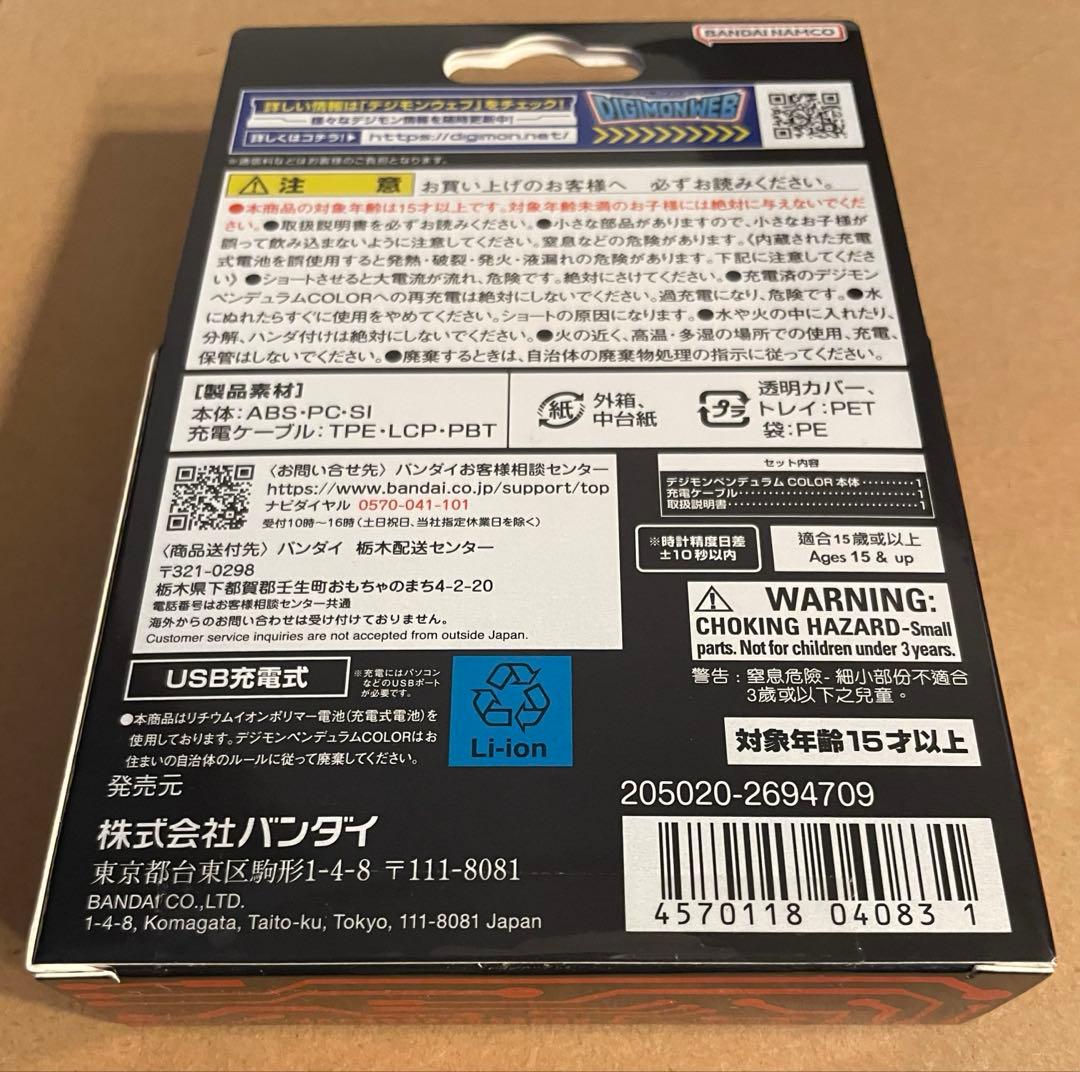 BANDAI NAMCO
詳しい情報は「デジモンウェブ」をチェック!
様々なデジモン情報を随時更新中!
詳しくはコチラ!▶ https://digimon.net/
DIGIMON WEB
※通信料などはお客様のご負担となります。
⚠注 意 お買い上げのお客様へ 必ずお読みください。
●本商品の対象年齢は15才以上です。対象年齢未満のお子様には絶対に与えないでくだ
さい。●取扱説明書を必ずお読みください。●小さな部品がありますので、小さなお子様が
誤って飲み込まないように注意してください。窒息などの危険があります。〈内蔵された充電
式電池を誤使用すると発熱・破裂・発火・液漏れの危険があります。下記に注意してくださ
い〉●ショートさせると大電流が流れ、危険です。絶対にさけてください。●充電済のデジモン
ペンデュラムCOLORへの再充電は絶対にしないでください。過充電になり、危険です。●水
にぬれたらすぐに使用をやめてください。ショートの原因になります。●水や火の中に入れたり、
分解、ハンダ付けは絶対にしないでください。●火の近く、高温・多湿の場所での使用、充電、
保管はしないでください。●廃棄するときは、自治体の廃棄物処理の指示に従ってください。
[製品素材]
本体:ABS・PC・SI
充電ケーブル:TPE・LCP・PBT
紙 外箱、
中台紙
プラ 透明カバー、
トレイ:PET
袋:PE
〈お問い合せ先〉バンダイお客様相談センター
https://www.bandai.co.jp/support/top
ナビダイヤル 0570-041-101
受付10時〜16時(土日祝日、当社指定休業日を除く)
〈商品送付先〉バンダイ 栃木配送センター
〒321-0298
栃木県下都賀郡壬生町おもちゃのまち4-2-20
電話番号はお客様相談センター共通
海外からのお問い合わせは受け付けておりません。
Customer service inquiries are not accepted from outside Japan.
セット内容
デジモンペンデュラム COLOR 本体‥‥‥‥1
充電ケーブル‥‥‥‥‥‥‥‥‥‥‥‥1
取扱説明書‥‥‥‥‥‥‥‥‥‥‥‥‥1
※時計精度日差
±10秒以内
適合15歲或以上
Ages 15 & up
⚠ WARNING:
CHOKING HAZARD-Small
parts. Not for children under 3 years.
警告:窒息危險-細小部份不適合
3歲或以下之兒童。
USB充電式
※充電にはパソコン
などのUSBポート
が必要です。
Li-ion
●本商品はリチウムイオンポリマー電池(充電式電池)を
使用しております。デジモンペンデュラムCOLORはお
住まいの自治体のルールに従って廃棄してください。
対象年齢15才以上
発売元
株式会社バンダイ
東京都台東区駒形1-4-8 〒111-8081
BANDAI CO.,LTD.
1-4-8, Komagata, Taito-ku, Tokyo, 111-8081 Japan
205020-2694709
4570118 04083 1